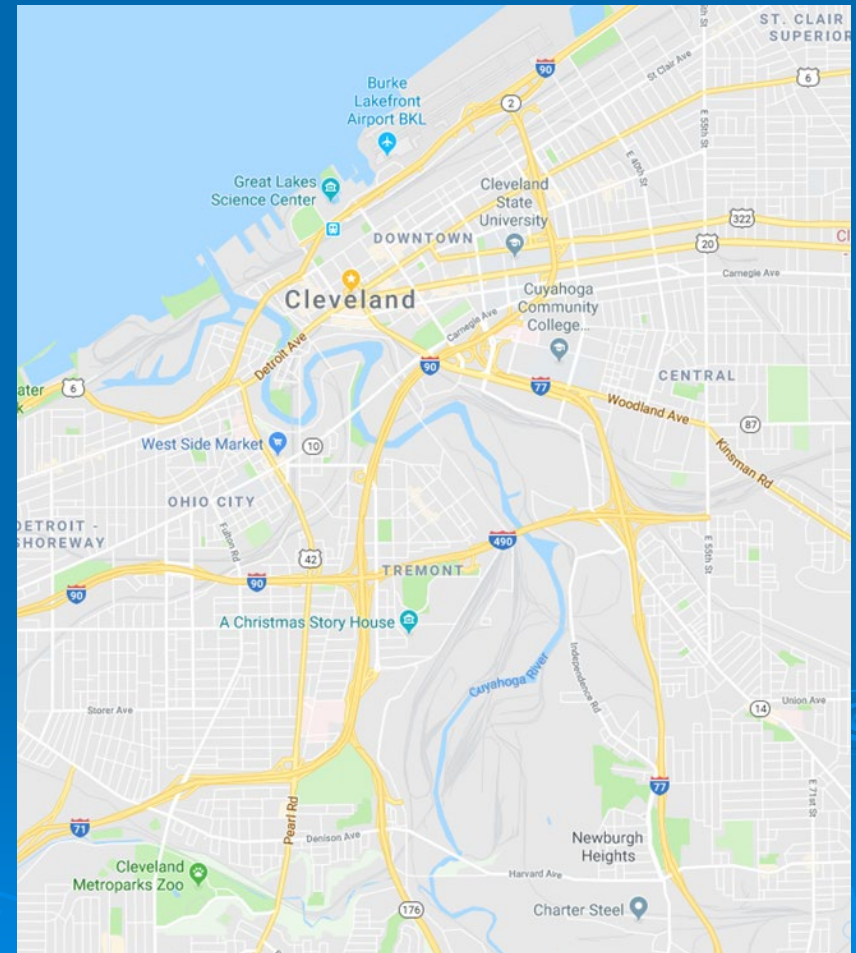 ST. CLAIR
SUPERIOR
90
St Clair Ave
6
Burke
Lakefront
Airport BKL
2
E 55th St
E 40th St
Great Lakes
Science Center
Cleveland
State
University
322
DOWNTOWN
20
Cl
Carnegie Ave
Cleveland
Cuyahoga
Community
College...
Carnegie Ave
Detroit Ave
90
CENTRAL
ater
k
6
77
Woodland Ave
87
West Side Market
10
Kinsman Rd
OHIO CITY
DETROIT -
SHOREWAY
Fulton Rd
490
42
E 55th St
90
90
TREMONT
A Christmas Story House
Independence Rd
Cuyahoga River
Storer Ave
14
Union Ave
77
E 71st St
71
Pearl Rd
Denison Ave
Newburgh
Heights
Cleveland
Metroparks Zoo
Harvard Ave
176
Charter Steel